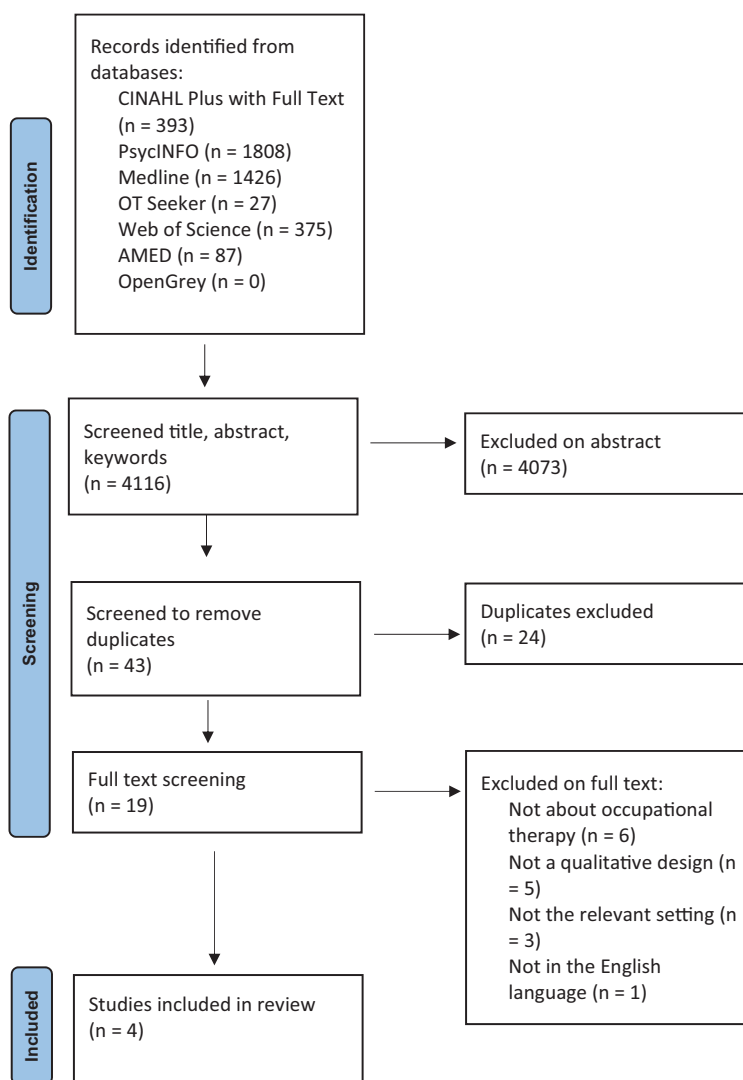 Identification
Records identified from
databases:
CINAHL Plus with Full Text
(n = 393)
PsycINFO (n = 1808)
Medline (n = 1426)
OT Seeker (n = 27)
Web of Science (n = 375)
AMED (n = 87)
OpenGrey (n = 0)
Screening
Screened title, abstract,
keywords
(n = 4116)
Excluded on abstract
(n = 4073)
Screened to remove
duplicates
(n = 43)
Duplicates excluded
(n = 24)
Full text screening
(n = 19)
Excluded on full text:
Not about occupational
therapy (n = 6)
Not a qualitative design (n
= 5)
Not the relevant setting (n
= 3)
Not in the English
language (n = 1)
Included
Studies included in review
(n = 4)